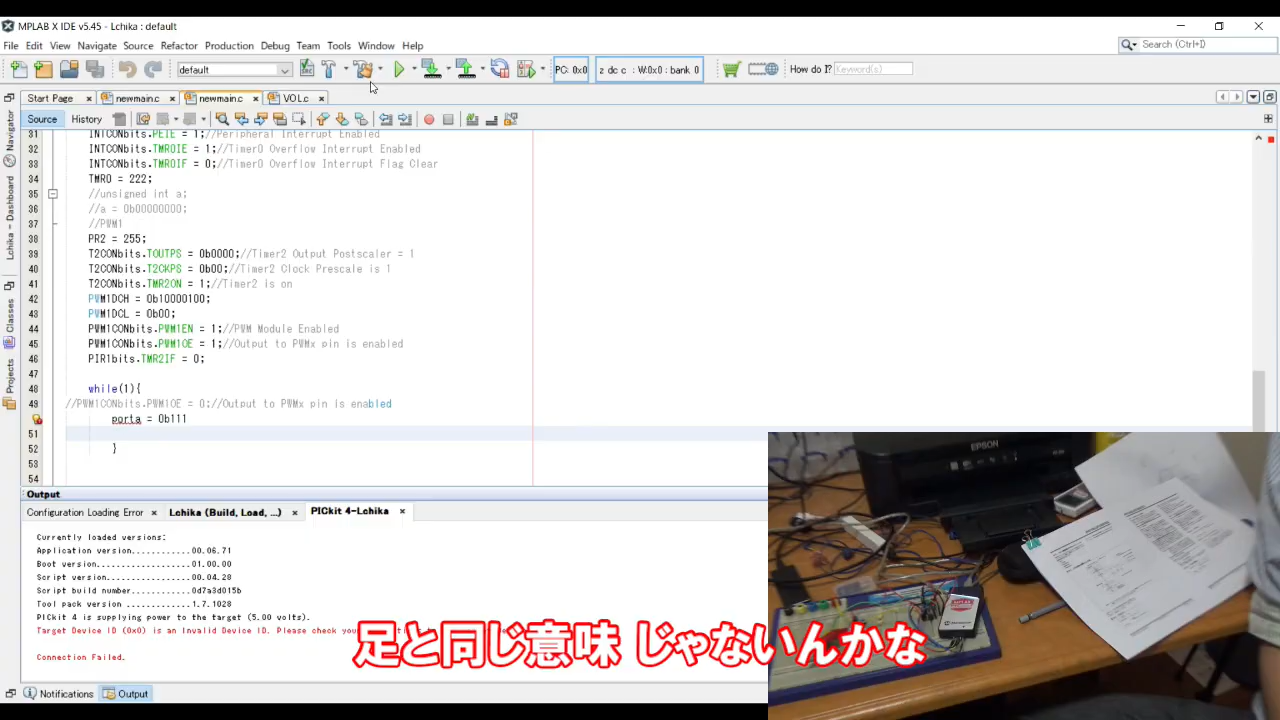 MPLAB X IDE v5.45 - Lchika : default
File Edit View Navigate Source Refactor Production Debug Team Tools Window Help
Search (Ctrl+I)
default
PC: 0x0
z dc c : W:0x0 : bank 0
How do I? Keyword(s)
Start Page newmain.c newmain.c VOL.c
Source History
Navigator
Lchika - Dashboard
Classes
Projects
31 INTCONbits.PEIE = 1;//Peripheral Interrupt Enabled
32 INTCONbits.TMR0IE = 1;//Timer0 Overflow Interrupt Enabled
33 INTCONbits.TMR0IF = 0;//Timer0 Overflow Interrupt Flag Clear
34 TMR0 = 222;
35 //unsigned int a;
36 //a = 0b00000000;
37 //PWM1
38 PR2 = 255;
39 T2CONbits.TOUTPS = 0b0000;//Timer2 Output Postscaler = 1
40 T2CONbits.T2CKPS = 0b00;//Timer2 Clock Prescale is 1
41 T2CONbits.TMR2ON = 1;//Timer2 is on
42 PWM1DCH = 0b10000100;
43 PWM1DCL = 0b00;
44 PWM1CONbits.PWM1EN = 1;//PWM Module Enabled
45 PWM1CONbits.PWM1OE = 1;//Output to PWMx pin is enabled
46 PIR1bits.TMR2IF = 0;
47
48 while(1){
49 //PWM1CONbits.PWM1OE = 0;//Output to PWMx pin is enabled
porta = 0b111
51
52 }
53
54
Output
Configuration Loading Error Lchika (Build, Load, ...) PICkit 4-Lchika
Currently loaded versions:
Application version............00.06.71
Boot version...................01.00.00
Script version.................00.04.28
Script build number............0d7a3d015b
Tool pack version .............1.7.1028
PICkit 4 is supplying power to the target (5.00 volts).
Target Device ID (0x0) is an Invalid Device ID. Please check you
Connection Failed.
足と同じ意味 じゃないんかな
Notifications Output
EPSON